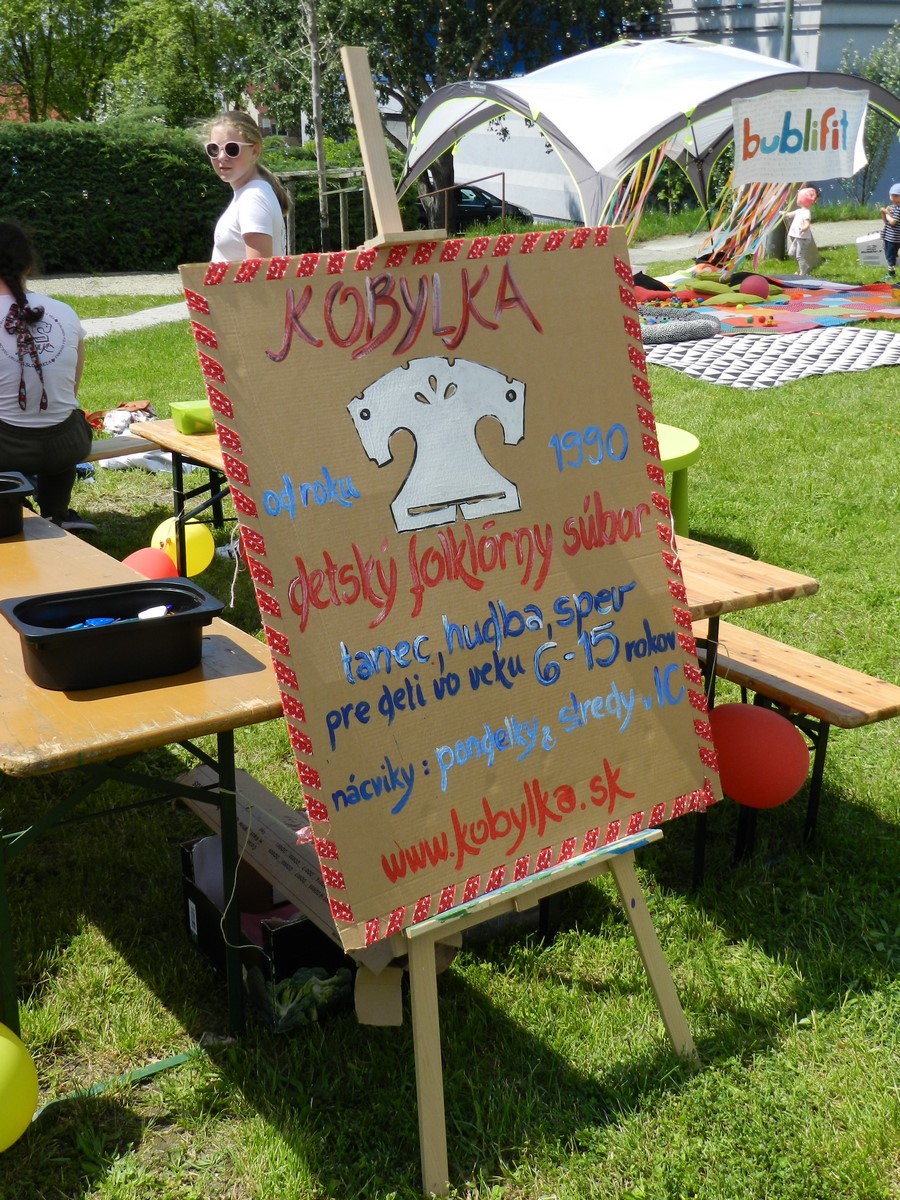 bublifit
KOBYLKA
od roku 1990
detský folklórny súbor
tanec, hudba, spev
pre deti vo veku 6-15 rokov
nácviky: pondelky & stredy v IC
www.kobylka.sk